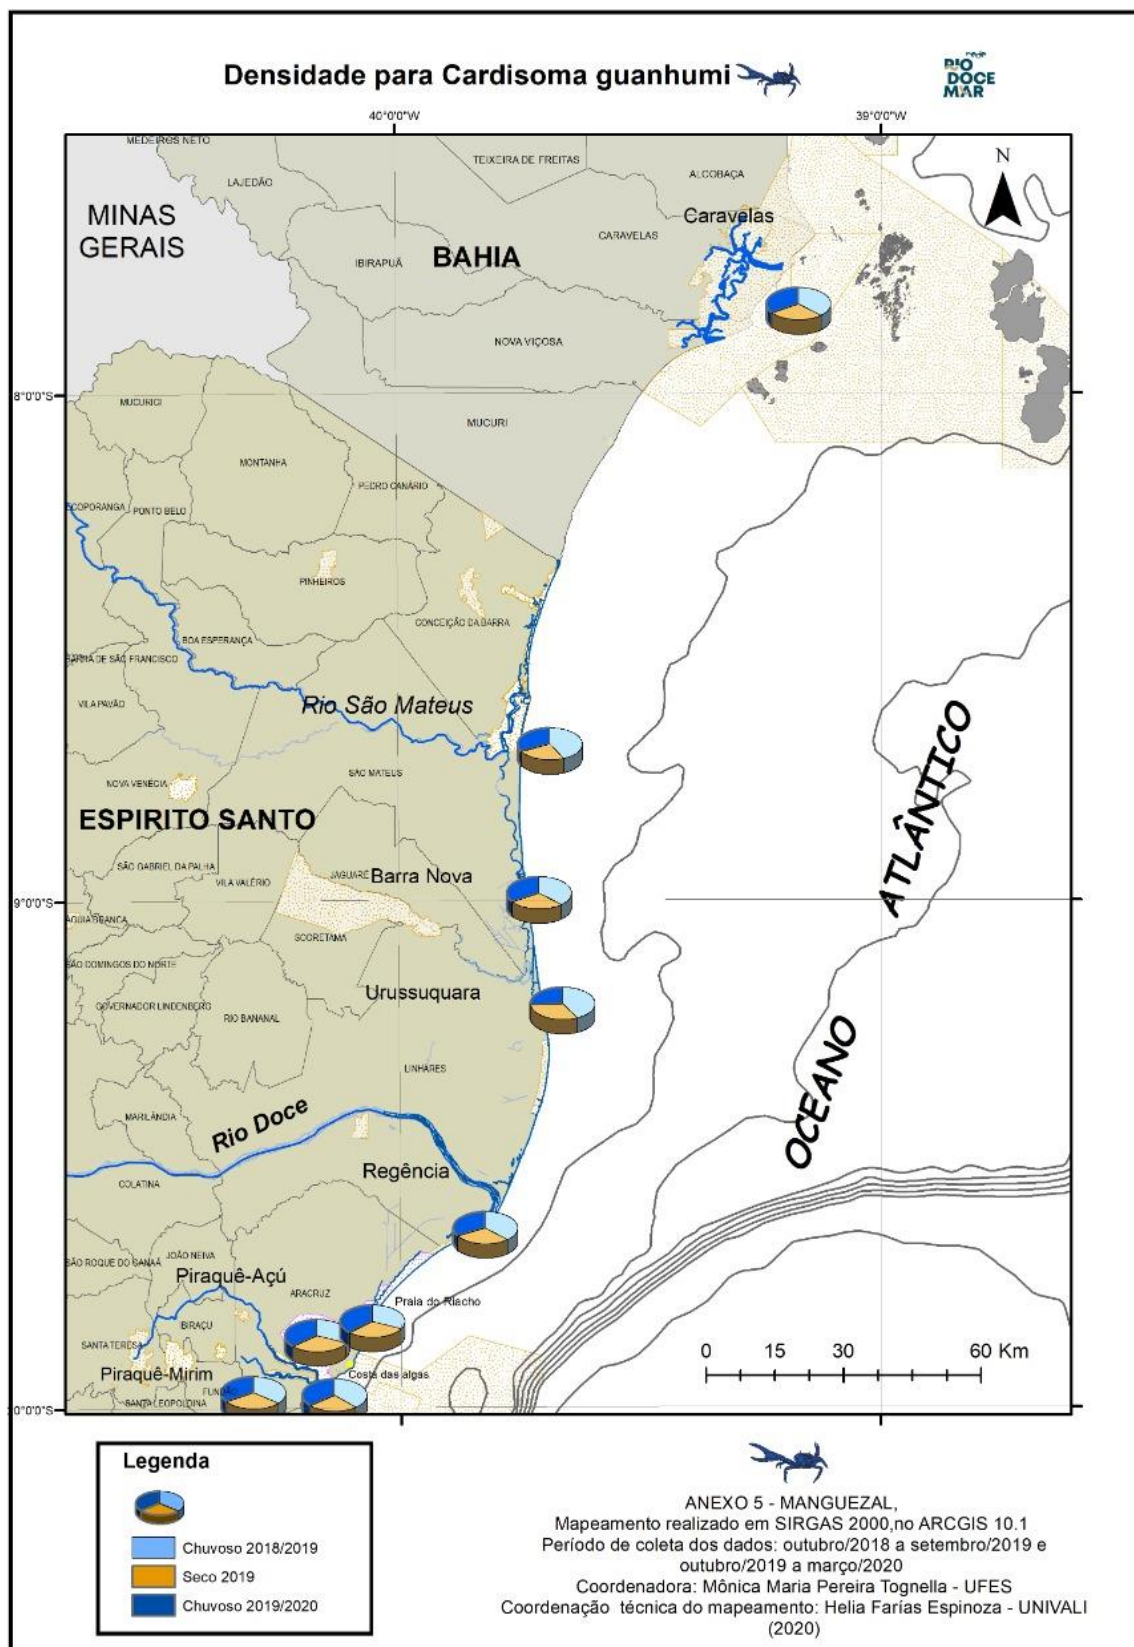 Densidade para Cardisoma guanhumi
RIO
DOCE
MAR
40°0'0"W
39°0'0"W
MEDEIROS NETO
TEIXEIRA DE FREITAS
N
LAJEDÃO
ALCOBAÇA
MINAS
GERAIS
Caravelas
CARAVELAS
BAHIA
IBIRAPUÃ
NOVA VIÇOSA
8°0'0"S
MUCURICI
MUCURI
MONTANHA
PEDRO CANÁRIO
ECOPORANGA
PONTO BELO
PINHEIROS
CONCEIÇÃO DA BARRA
BOA ESPERANÇA
BARRA DE SÃO FRANCISCO
VILA PAVÃO
Rio São Mateus
SÃO MATEUS
NOVA VENÉCIA
ESPIRITO SANTO
ATLÂNTICO
SÃO GABRIEL DA PALHA
VILA VALÉRIO
JAGUARÉ
Barra Nova
9°0'0"S
ÁGUIA BRANCA
SOORETAMA
SÃO DOMINGOS DO NORTE
Urussuquara
GOVERNADOR LINDENBERG
RIO BANANAL
LINHARES
OCEANO
MARILÂNDIA
Rio Doce
Regência
COLATINA
SÃO ROQUE DO CANAÃ
JOÃO NEIVA
Piraquê-Açú
ARACRUZ
Praia do Riacho
IBIRAÇU
SANTA TERESA
0 15 30 60 Km
Costa das algas
Piraquê-Mirim
FUNDÃO
SANTA LEOPOLDINA
20°0'0"S
Legenda
Chuvoso 2018/2019
Seco 2019
Chuvoso 2019/2020
ANEXO 5 - MANGUEZAL,
Mapeamento realizado em SIRGAS 2000,no ARCGIS 10.1
Período de coleta dos dados: outubro/2018 a setembro/2019 e
outubro/2019 a março/2020
Coordenadora: Mônica Maria Pereira Tognella - UFES
Coordenação técnica do mapeamento: Helia Farías Espinoza - UNIVALI
(2020)